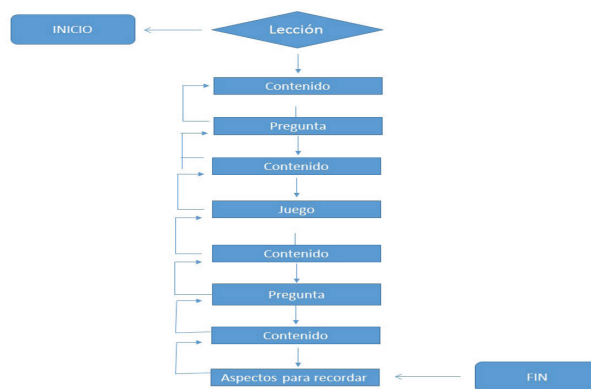 INICIO
Lección
Contenido
Pregunta
Contenido
Juego
Contenido
Pregunta
Contenido
Aspectos para recordar
FIN